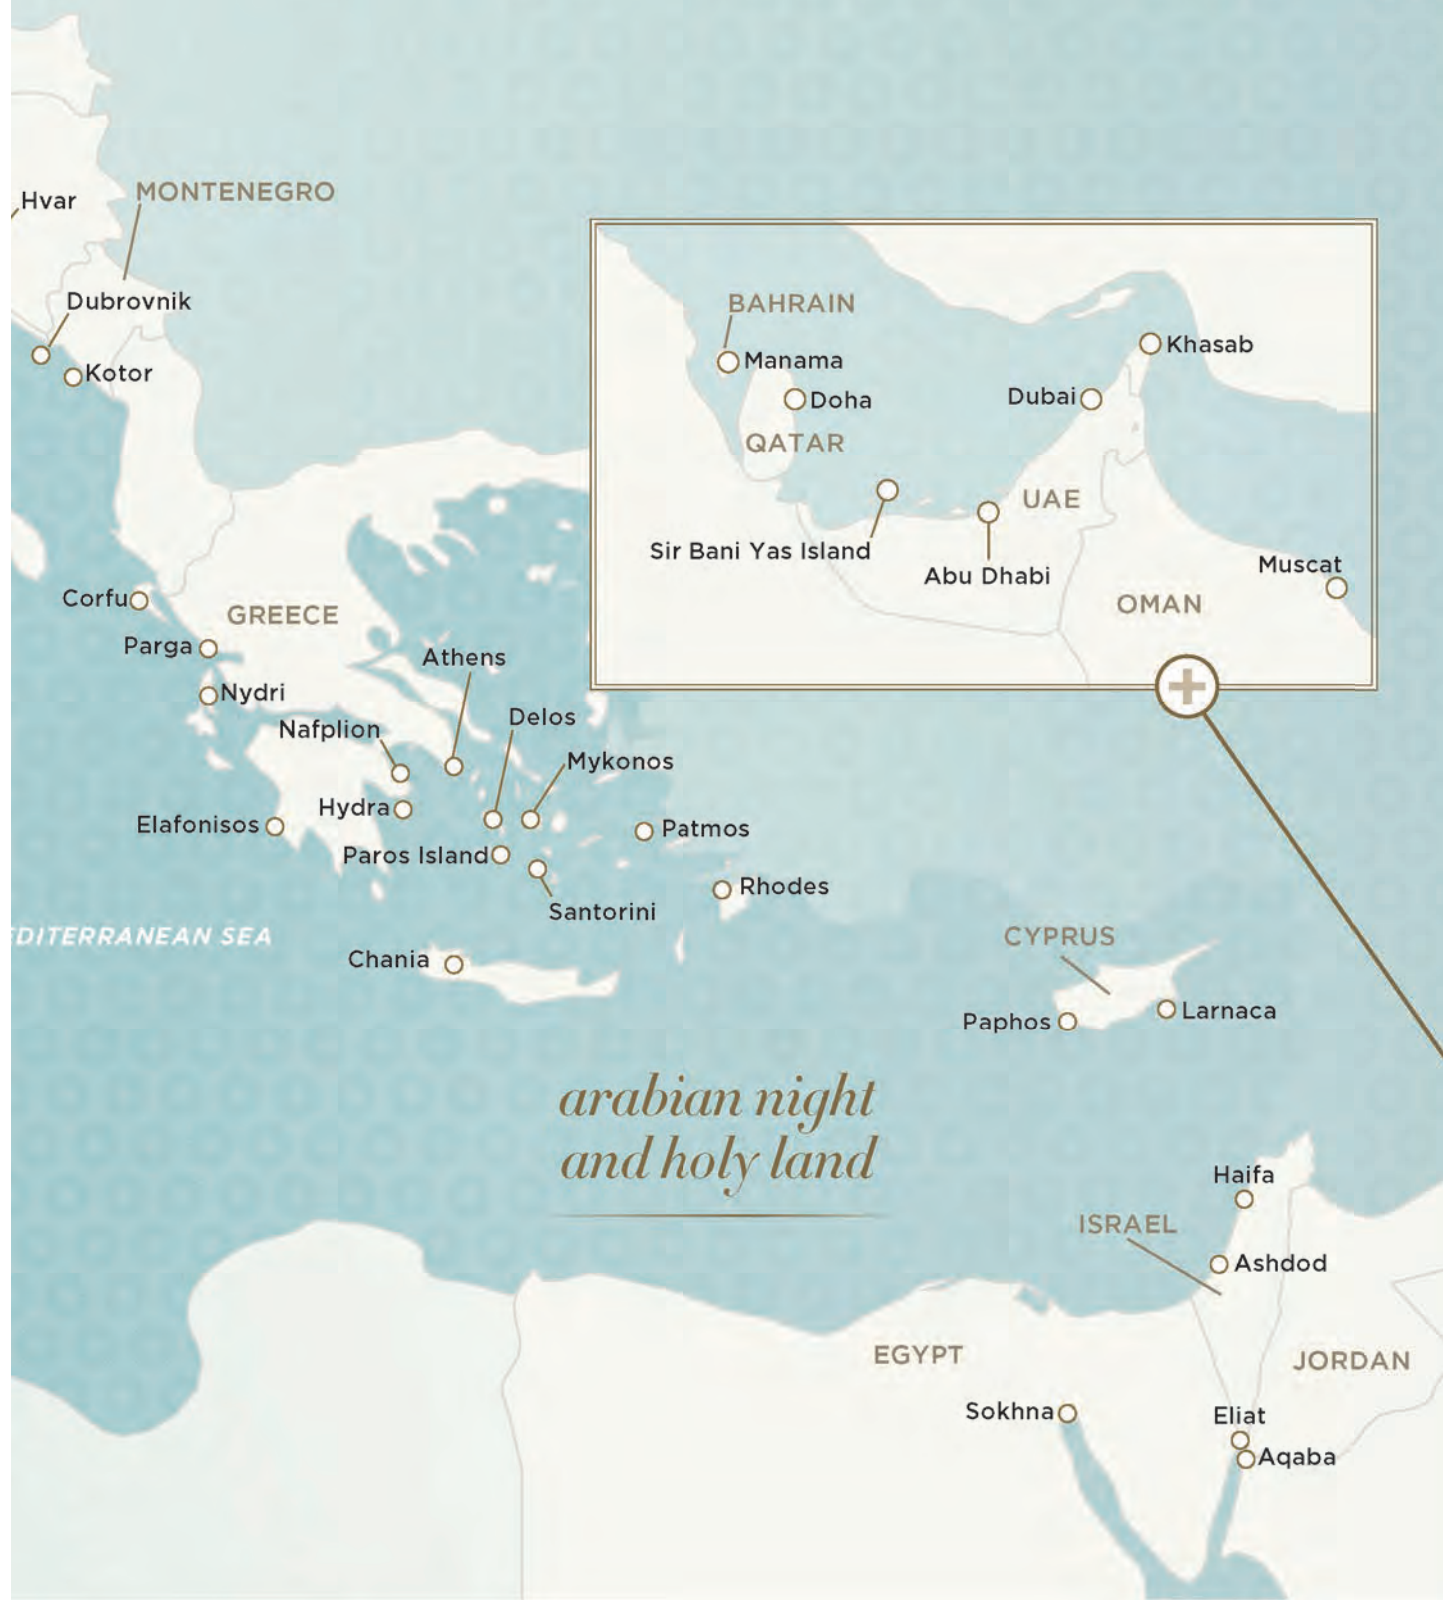 Hvar
MONTENEGRO
Dubrovnik
Kotor
BAHRAIN
Manama
Doha
QATAR
Khasab
Dubai
UAE
Sir Bani Yas Island
Abu Dhabi
Muscat
OMAN
Corfu
GREECE
Parga
Athens
Nydri
Delos
Nafplion
Mykonos
Hydra
Elafonisos
Patmos
Paros Island
Rhodes
Santorini
EDITERRANEAN SEA
Chania
CYPRUS
Paphos
Larnaca
arabian night
and holy land
Haifa
ISRAEL
Ashdod
EGYPT
JORDAN
Sokhna
Eliat
Aqaba